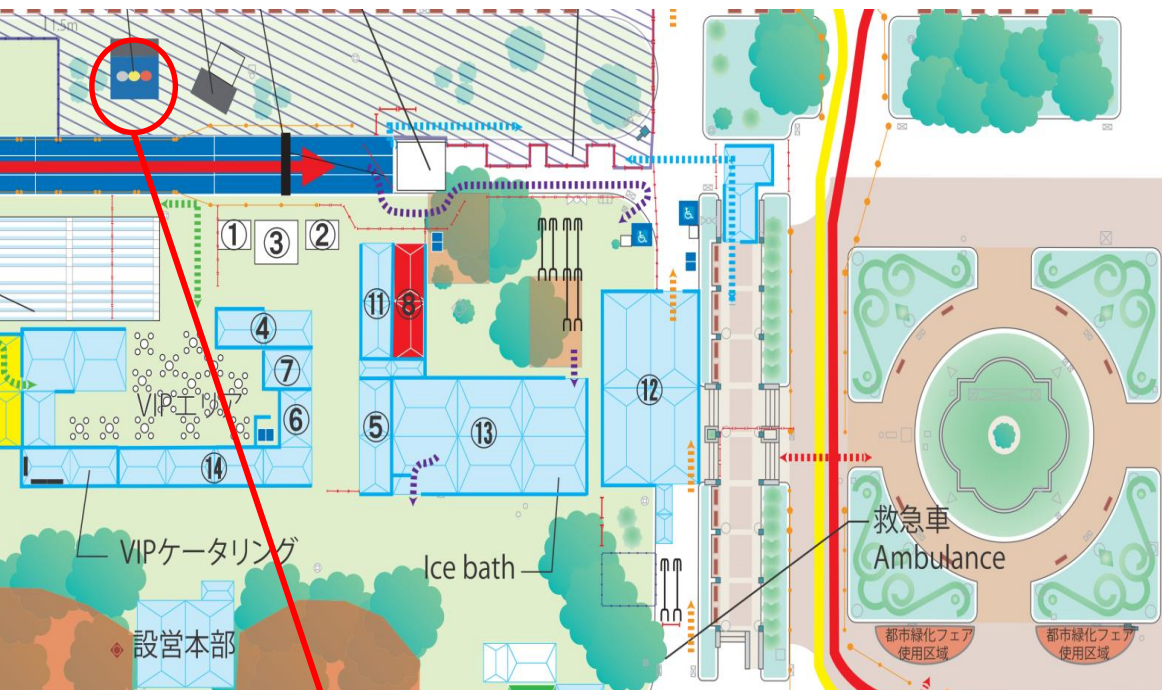 11.5m
①
③
②
⑪
⑧
④
⑦
⑫
VIPエリア
⑥
⑤
⑬
⑭
救急車
Ambulance
VIPケータリング
Ice bath
設営本部
都市緑化フェア
使用区域
都市緑化フェア
使用区域